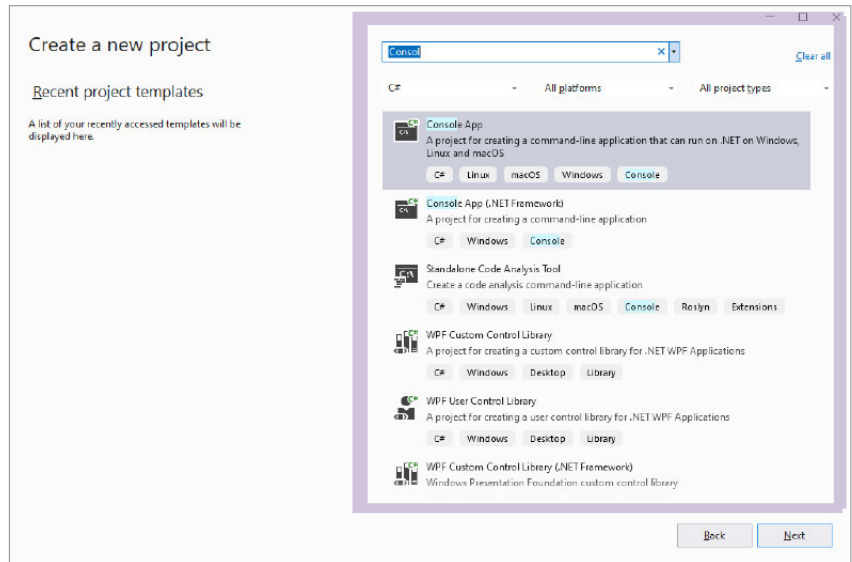 Create a new project
Recent project templates
A list of your recently accessed templates will be
displayed here.
Consol
Clear all
C# All platforms All project types
Console App
A project for creating a command-line application that can run on .NET on Windows,
Linux and macOS
C# Linux macOS Windows Console
Console App (.NET Framework)
A project for creating a command-line application
C# Windows Console
Standalone Code Analysis Tool
Create a code analysis command-line application
C# Windows Linux macOS Console Roslyn Extensions
WPF Custom Control Library
A project for creating a custom control library for .NET WPF Applications
C# Windows Desktop Library
WPF User Control Library
A project for creating a user control library for .NET WPF Applications
C# Windows Desktop Library
WPF Custom Control Library (.NET Framework)
Windows Presentation Foundation custom control library
Back Next